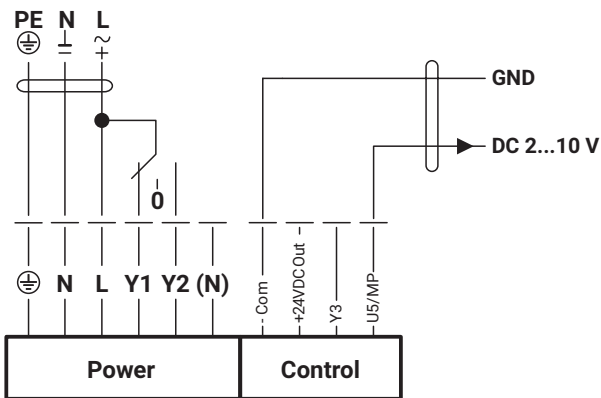 PE N L
GND
DC 2...10 V
0
N L Y1 Y2 (N)
- Com
+24VDC Out
Y3
U5/MP
Power
Control